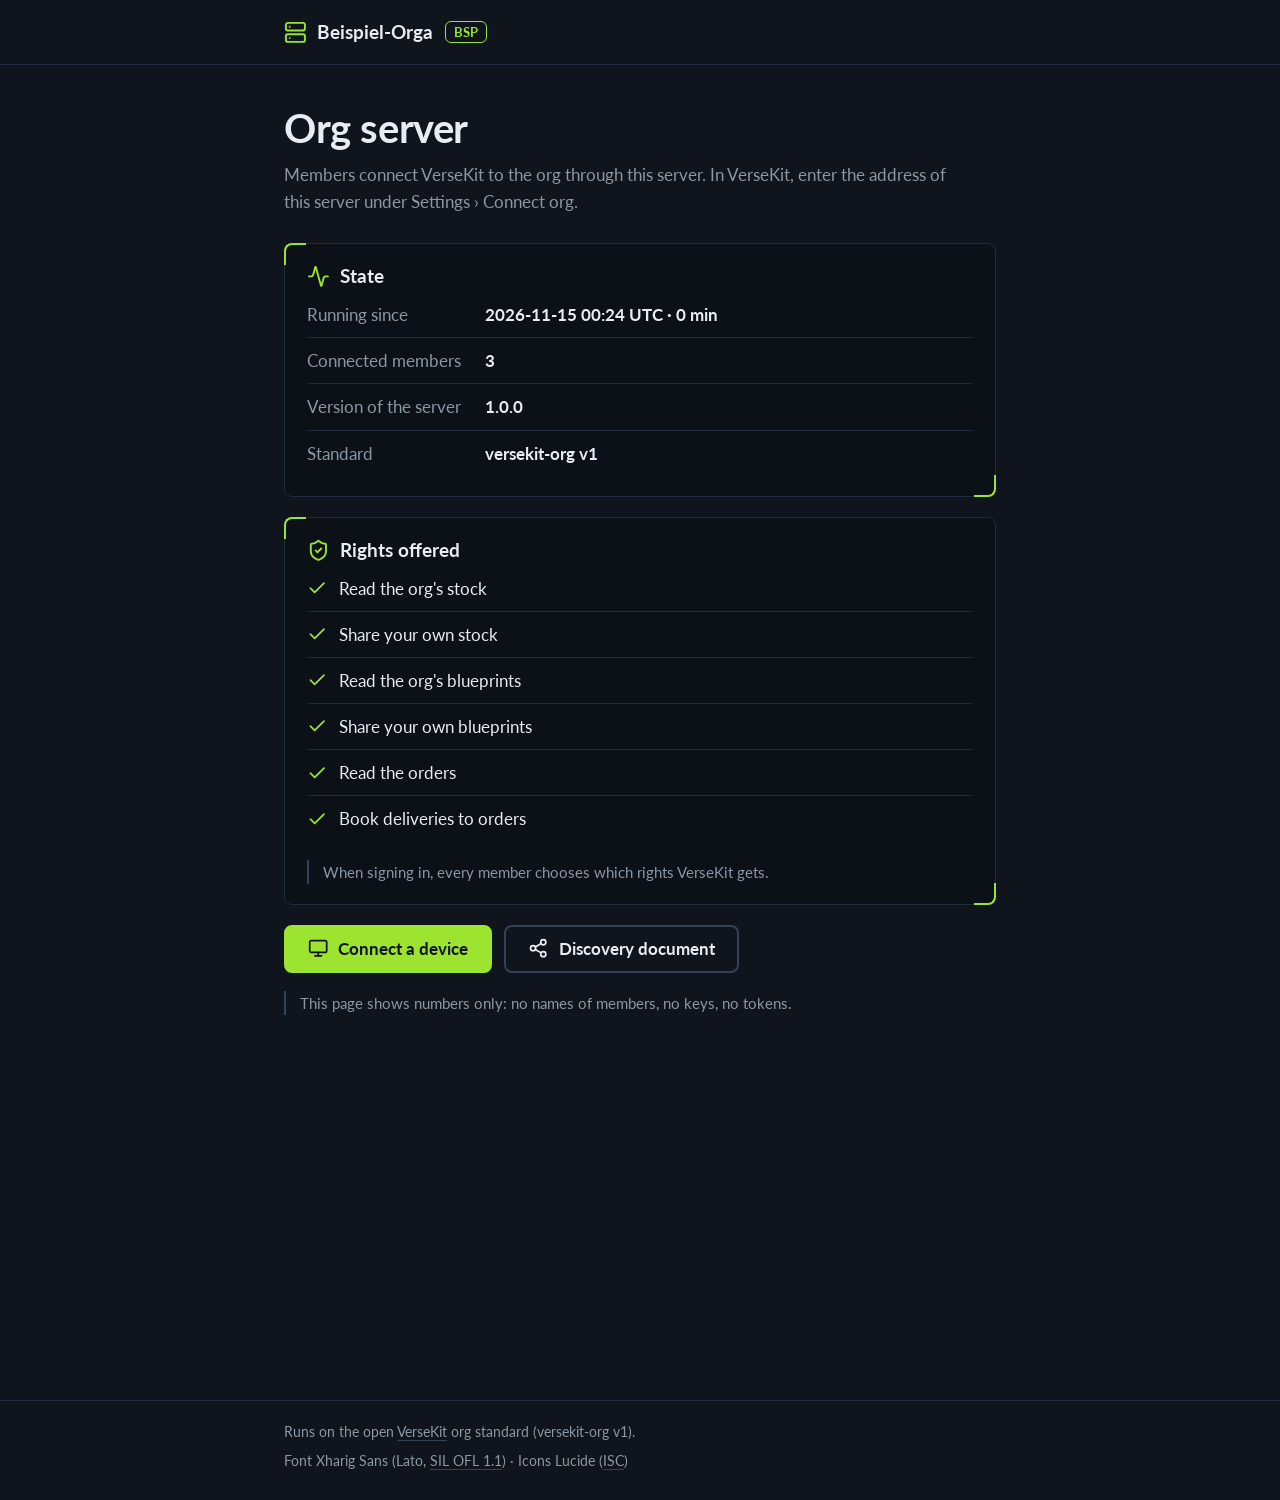 Beispiel-Orga BSP
Org server
Members connect VerseKit to the org through this server. In VerseKit, enter the address of
this server under Settings › Connect org.
State
Running since 2026-11-15 00:24 UTC · 0 min
Connected members 3
Version of the server 1.0.0
Standard versekit-org v1
Rights offered
Read the org's stock
Share your own stock
Read the org's blueprints
Share your own blueprints
Read the orders
Book deliveries to orders
When signing in, every member chooses which rights VerseKit gets.
Connect a device Discovery document
This page shows numbers only: no names of members, no keys, no tokens.
Runs on the open VerseKit org standard (versekit-org v1).
Font Xharig Sans (Lato, SIL OFL 1.1) · Icons Lucide (ISC)